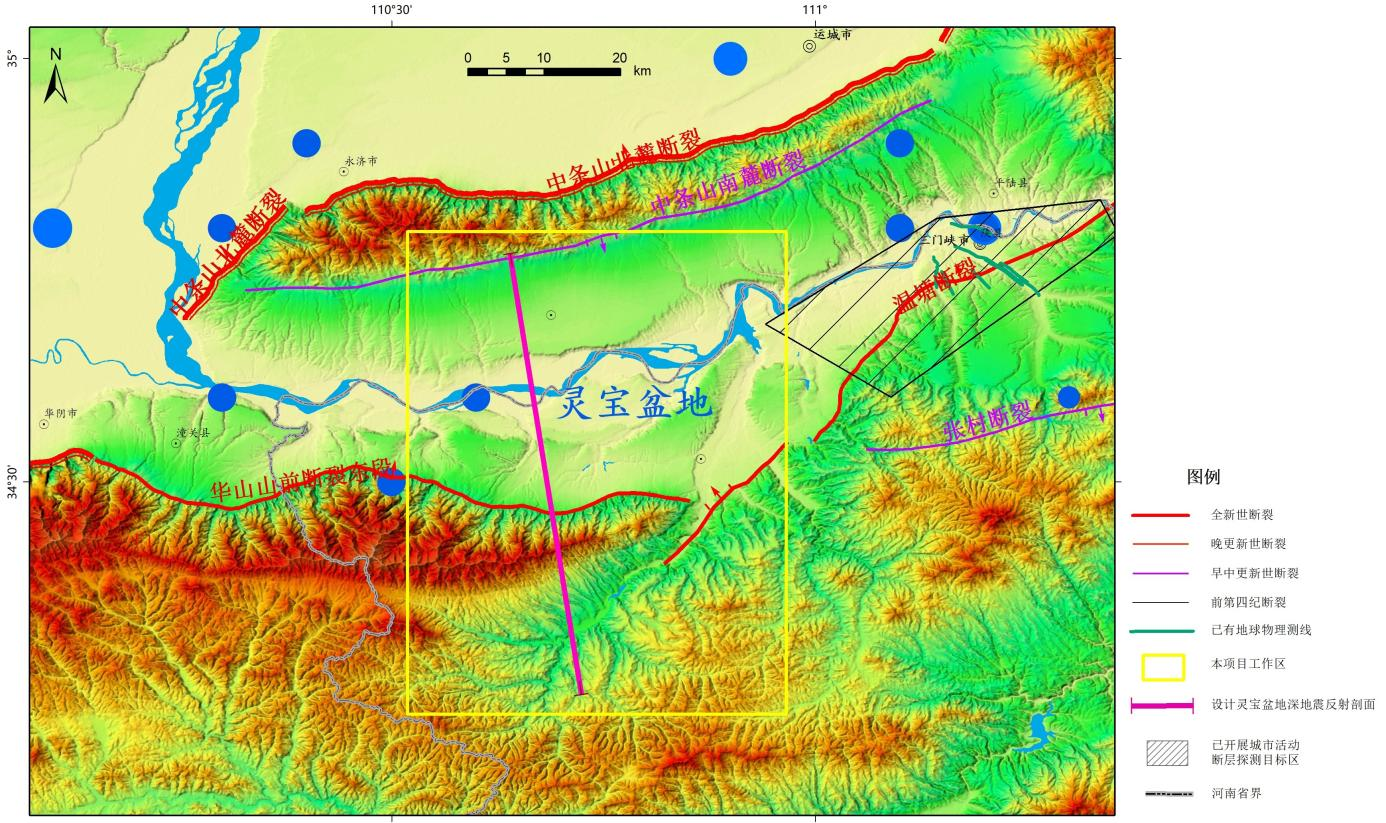 110°30′
111°
35°
34°30′
N
0 5 10 20
km
运城市
永济市
平陆县
三门峡市
华阴市
潼关县
中条山北麓断裂
中条山北麓断裂
中条山南麓断裂
温塘断裂
张村断裂
华山山前断裂东段
灵宝盆地
图例
全新世断裂
晚更新世断裂
早中更新世断裂
前第四纪断裂
已有地球物理测线
本项目工作区
设计灵宝盆地深地震反射剖面
已开展城市活动
断层探测目标区
河南省界